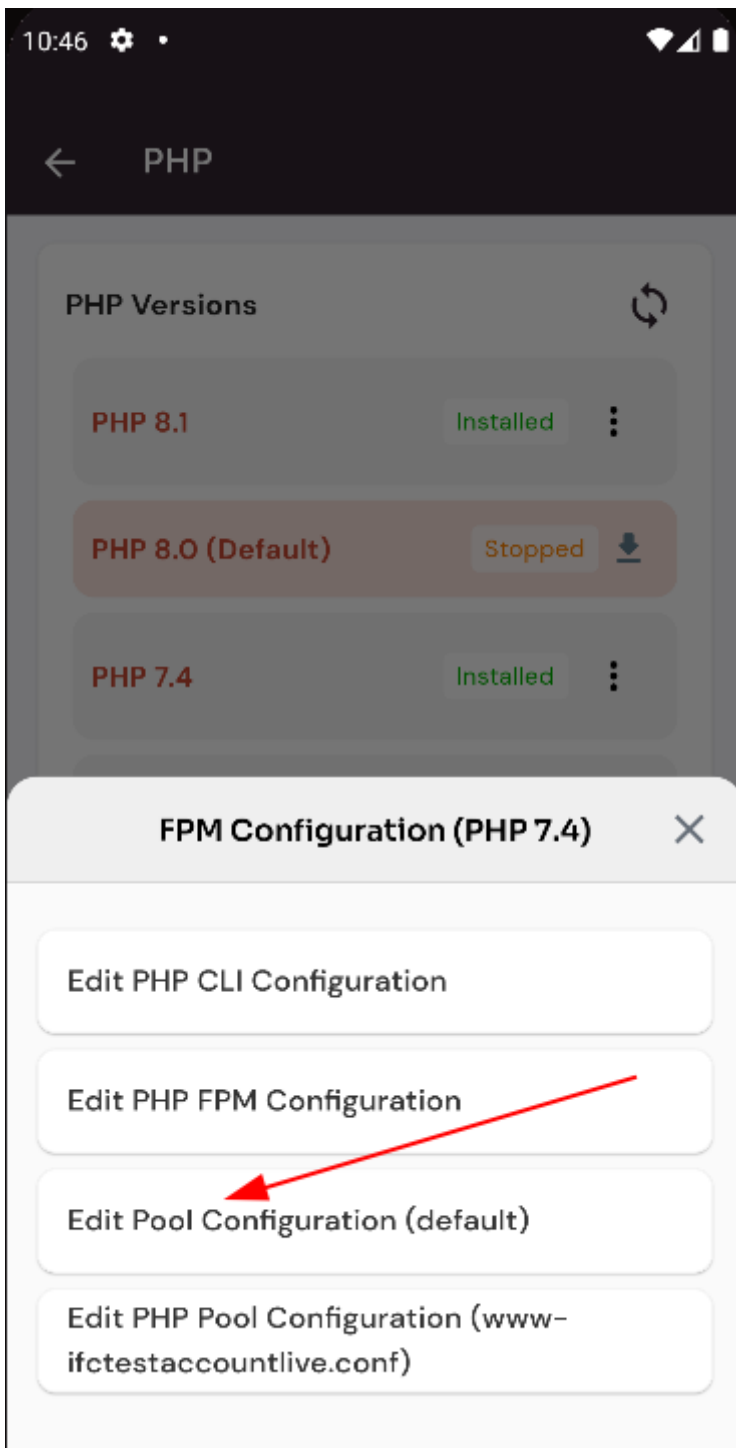 10:46
PHP
PHP Versions
PHP 8.1 Installed
PHP 8.0 (Default) Stopped
PHP 7.4 Installed
FPM Configuration (PHP 7.4)
Edit PHP CLI Configuration
Edit PHP FPM Configuration
Edit Pool Configuration (default)
Edit PHP Pool Configuration (www-
ifctestaccountlive.conf)